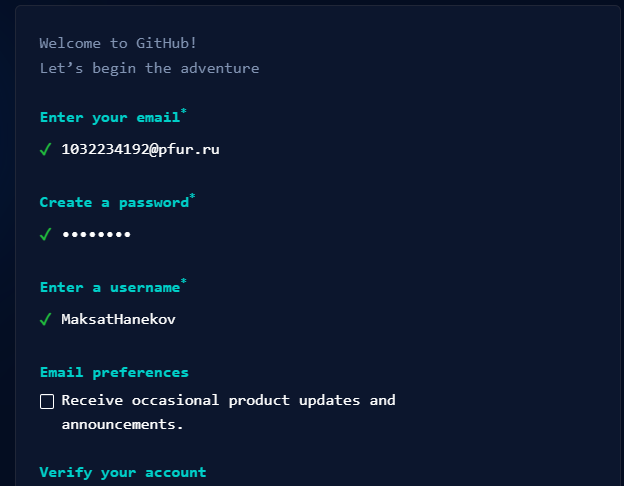 Welcome to GitHub!
Let’s begin the adventure
Enter your email*
✓ 1032234192@pfur.ru
Create a password*
✓ ••••••••
Enter a username*
✓ MaksatHanekov
Email preferences
Receive occasional product updates and
announcements.
Verify your account